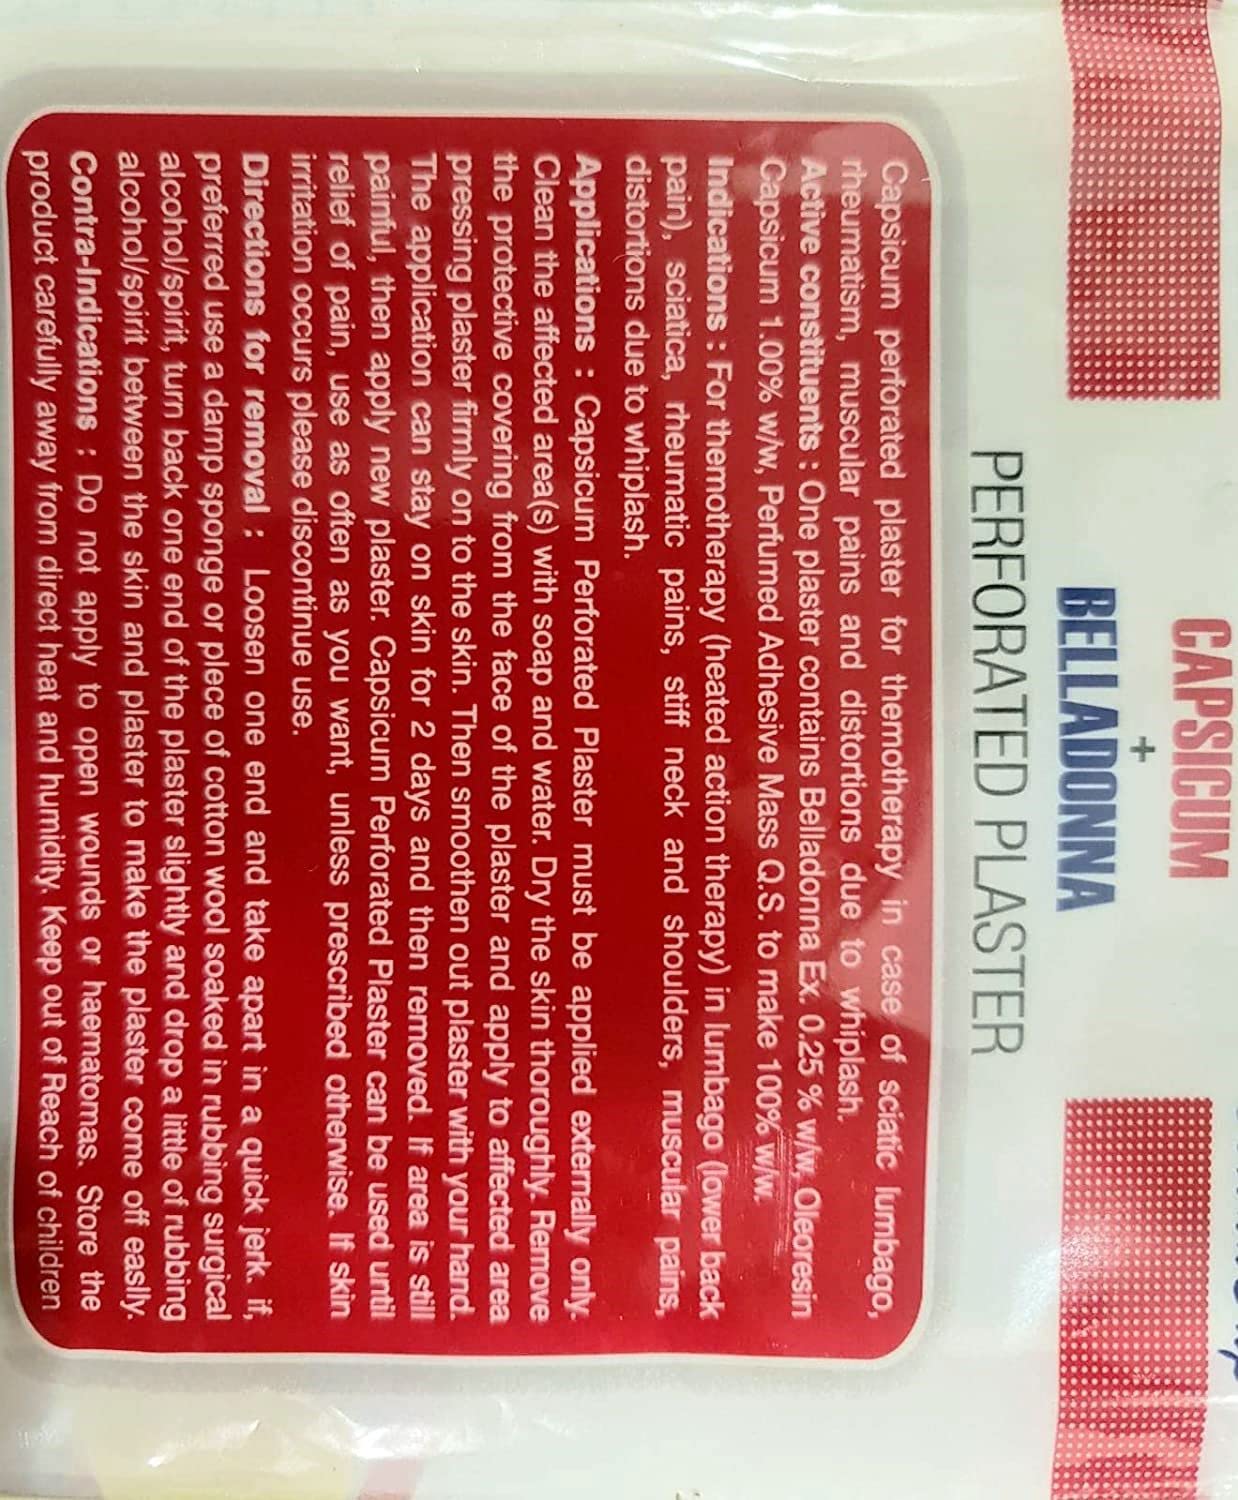 CAPSICUM
+
BELLADONNA
PERFORATED PLASTER
Capsicum perforated plaster for themotherapy in case of sciatic lumbago,
rheumatism, muscular pains and distortions due to whiplash.
Active constituents : One plaster contains Belladonna Ex. 0.25 % w/w. Oleoresin
Capsicum 1.00% w/w, Perfumed Adhesive Mass Q.S. to make 100% w/w.
Indications : For themotherapy (heated action therapy) in lumbago (lower back
pain), sciatica, rheumatic pains, stiff neck and shoulders, muscular pains,
distortions due to whiplash.
Applications : Capsicum Perforated Plaster must be applied externally only.
Clean the affected area(s) with soap and water. Dry the skin thoroughly. Remove
the protective covering from the face of the plaster and apply to affected area
pressing plaster firmly on to the skin. Then smoothen out plaster with your hand.
The application can stay on skin for 2 days and then removed. If area is still
painful, then apply new plaster. Capsicum Perforated Plaster can be used until
relief of pain, use as often as you want, unless prescribed otherwise. If skin
irritation occurs please discontinue use.
Directions for removal : Loosen one end and take apart in a quick jerk. if,
preferred use a damp sponge or piece of cotton wool soaked in rubbing surgical
alcohol/spirit, turn back one end of the plaster slightly and drop a little of rubbing
alcohol/spirit between the skin and plaster to make the plaster come off easily.
Contra-Indications : Do not apply to open wounds or haematomas. Store the
product carefully away from direct heat and humidity. Keep out of Reach of children